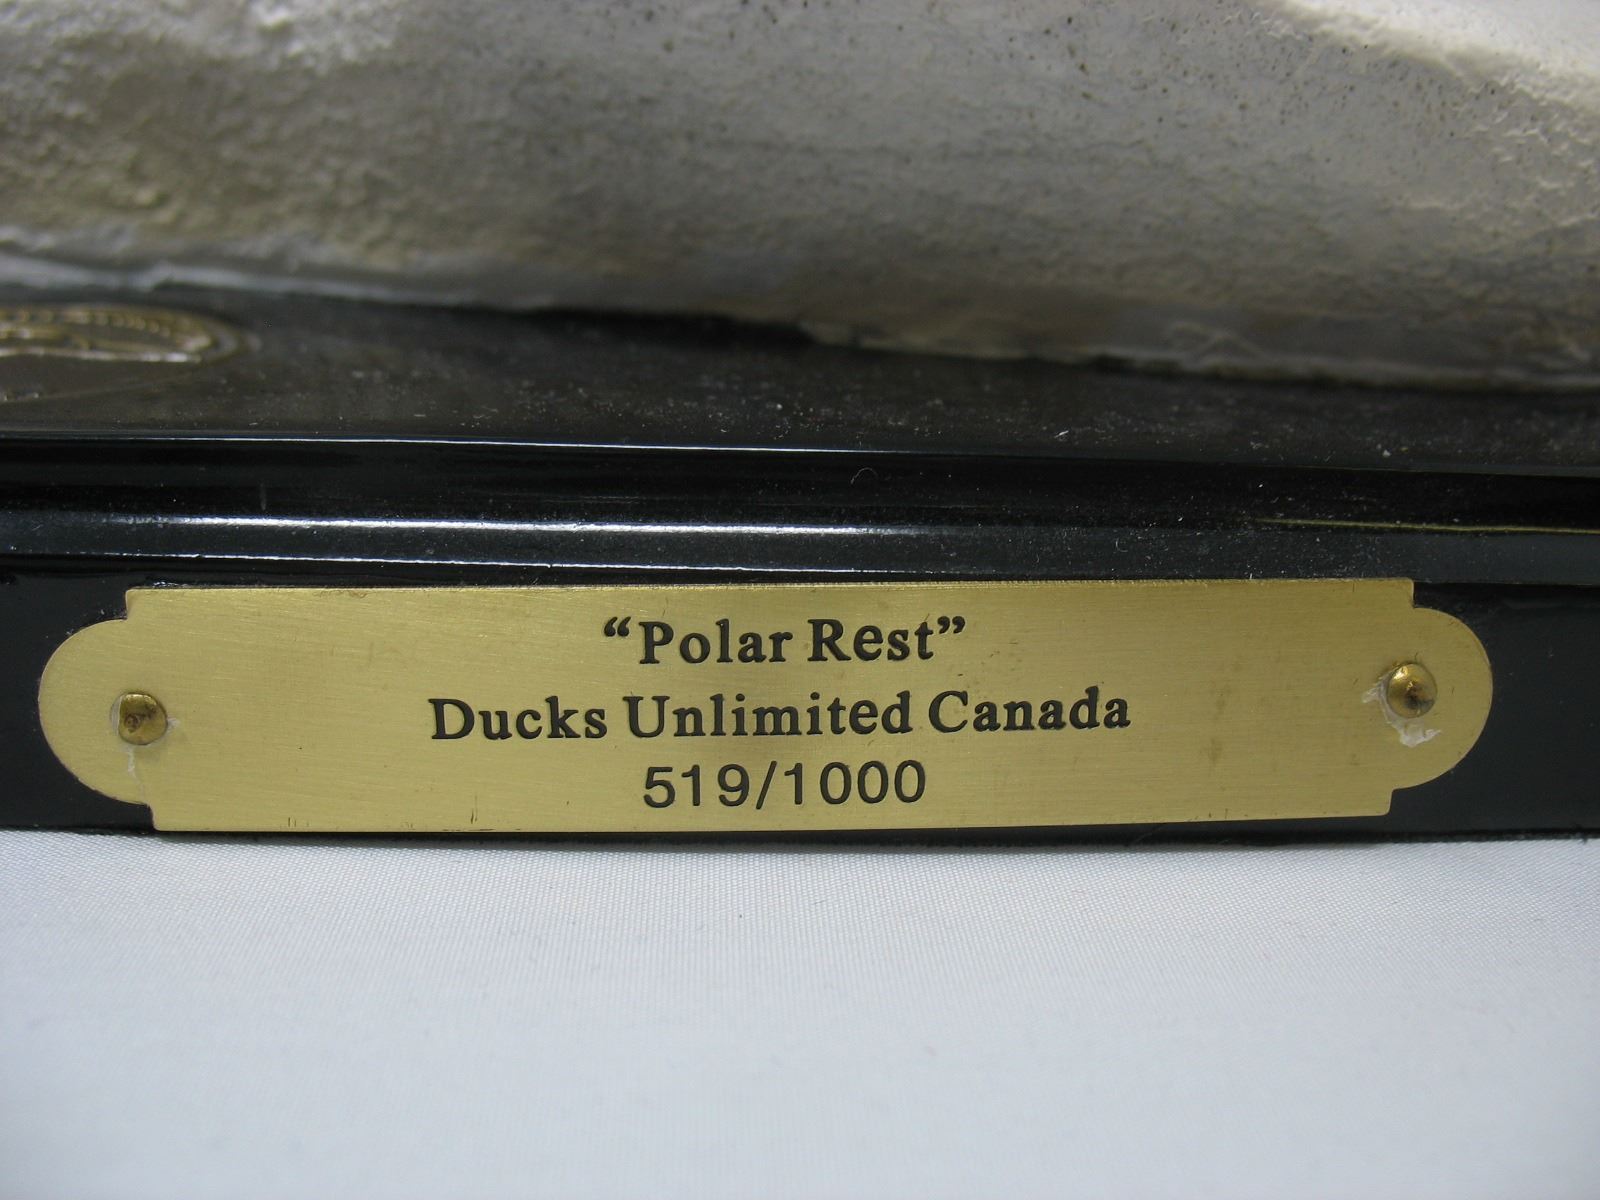 “Polar Rest”
Ducks Unlimited Canada
519/1000